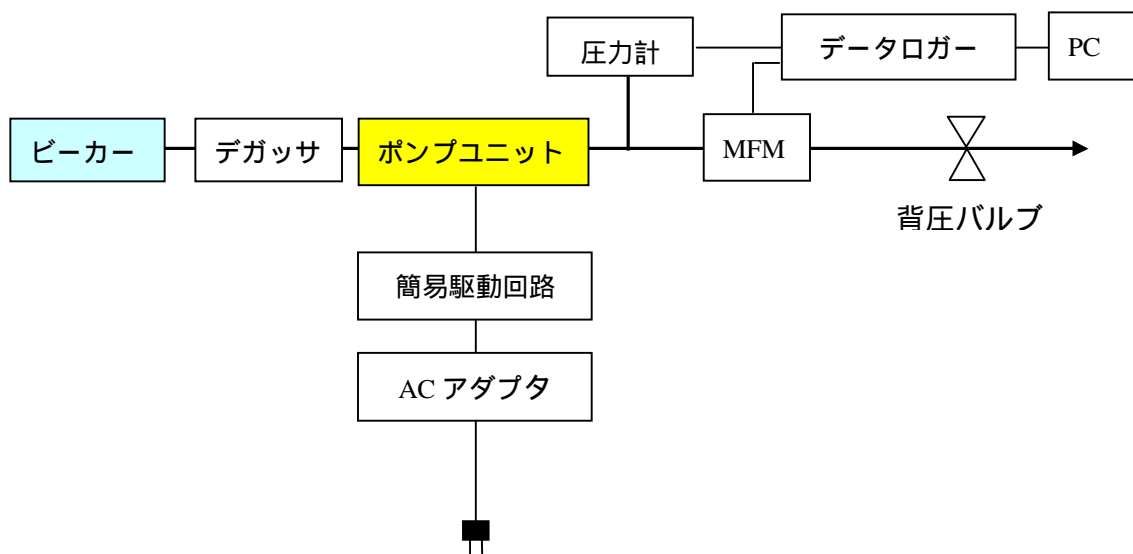 圧力計
データロガー
PC
ビーカー
デガッサ
ポンプユニット
MFM
背圧バルブ
簡易駆動回路
AC アダプタ